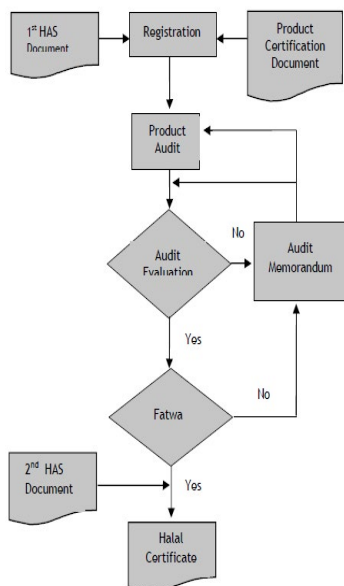 1st HAS
Document
Registration
Product
Certification
Document
Product
Audit
Audit
Evaluation
No
Audit
Memorandum
Yes
Fatwa
No
2nd HAS
Document
Yes
Halal
Certificate